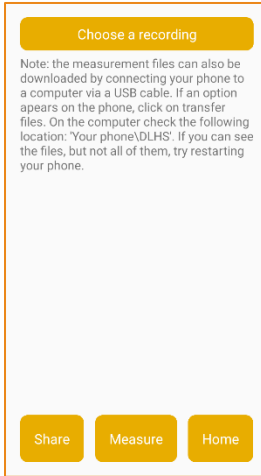 Choose a recording
Note: the measurement files can also be
downloaded by connecting your phone to
a computer via a USB cable. If an option
apears on the phone, click on transfer
files. On the computer check the following
location: 'Your phone\DLHS'. If you can see
the files, but not all of them, try restarting
your phone.
Share Measure Home